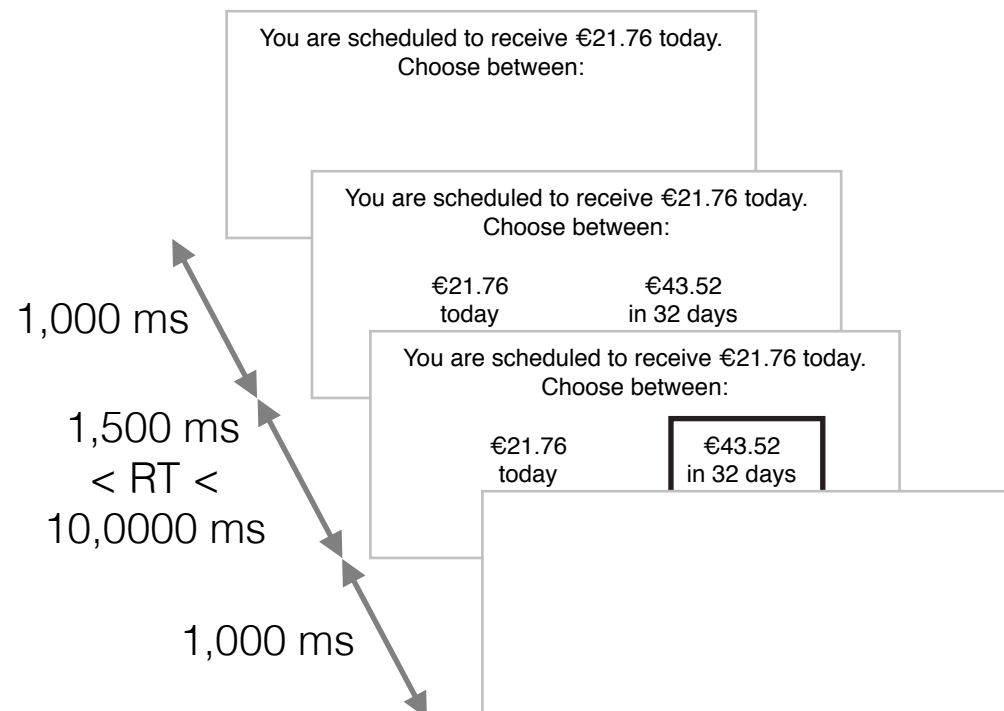 You are scheduled to receive €21.76 today.
Choose between:
You are scheduled to receive €21.76 today.
Choose between:
€21.76 €43.52
today in 32 days
You are scheduled to receive €21.76 today.
Choose between:
€21.76 €43.52
today in 32 days
1,000 ms
1,500 ms
< RT <
10,0000 ms
1,000 ms